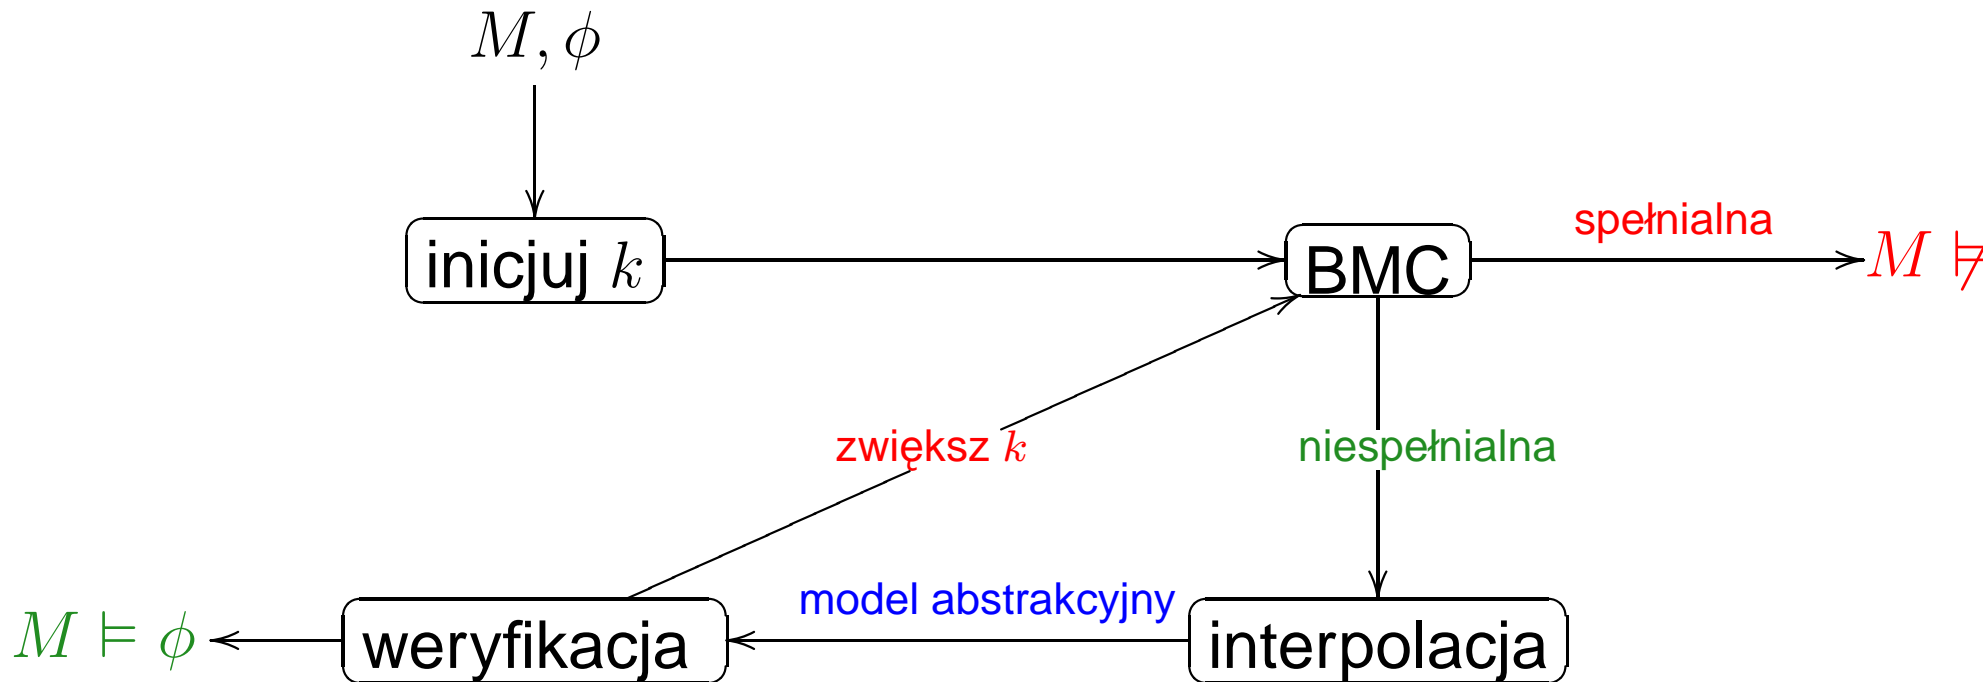 M, ϕ
spełnialna
inicjuj k
BMC
M ⊭
zwiększ k
niespełnialna
model abstrakcyjny
M ⊨ ϕ
weryfikacja
interpolacja